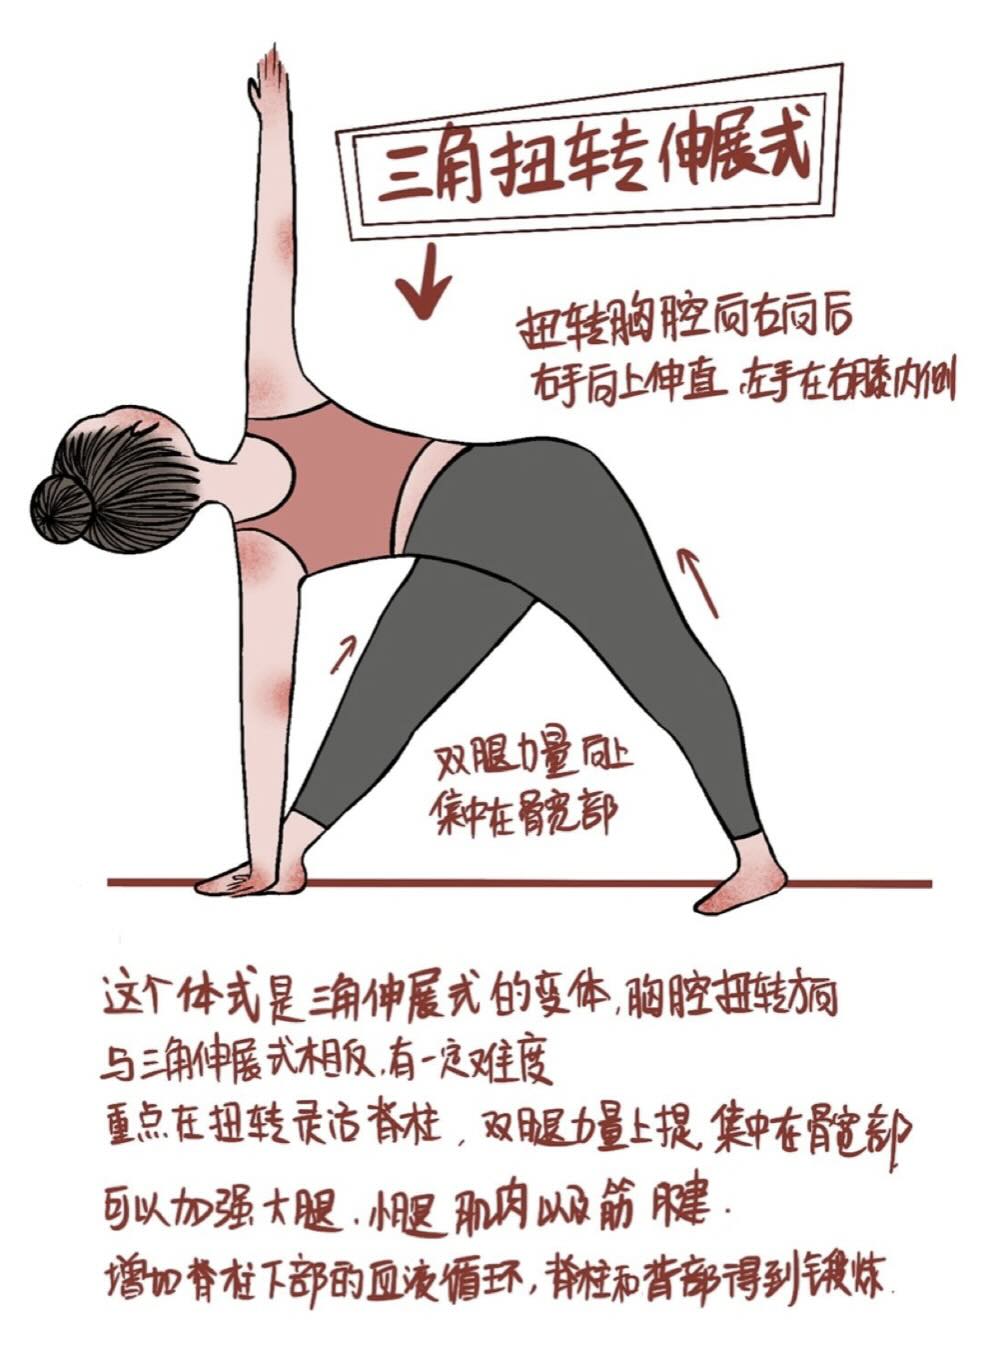 三角扭转伸展式
扭转胸腔向右向后
右手向上伸直,左手在右膝内侧
双腿力量向上
集中在髋部
这个体式是三角伸展式的变体,胸腔扭转方向
与三角伸展式相反,有一定难度
重点在扭转灵活脊柱,双腿力量上提,集中在髋部
可以加强大腿、小腿肌肉以及筋腱.
增加脊柱下部的血液循环,脊柱和背部得到锻炼.